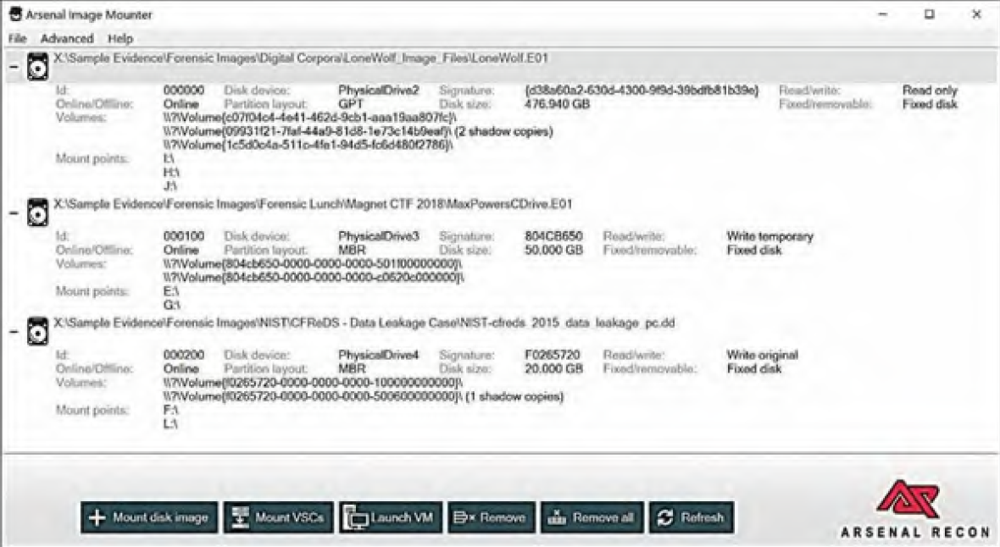 Arsenal Image Mounter
File Advanced Help
X:\Sample Evidence\Forensic Images\Digital Corpora\LoneWolf_Image_Files\LoneWolf.E01
Id: 000000 Disk device: PhysicalDrive2 Signature: {d38a60a2-630d-4300-9f9d-39bdfb81b39e} Read/write: Read only
Online/Offline: Online Partition layout: GPT Disk size: 476.940 GB Fixed/removable: Fixed disk
Volumes: \\?\Volume{c07f04c4-4e41-462d-9cb1-aaa19aa807fc}\
\\?\Volume{09931f21-7faf-44a9-81d8-1e73c14b9eaf}\ (2 shadow copies)
\\?\Volume{1c5d0c4a-511c-4fe1-94d5-fc6d480f2786}\
Mount points: I:\
H:\
J:\
X:\Sample Evidence\Forensic Images\Forensic Lunch\Magnet CTF 2018\MaxPowersCDrive.E01
Id: 000100 Disk device: PhysicalDrive3 Signature: 804CB650 Read/write: Write temporary
Online/Offline: Online Partition layout: MBR Disk size: 50.000 GB Fixed/removable: Fixed disk
Volumes: \\?\Volume{804cb650-0000-0000-0000-501f00000000}\
\\?\Volume{804cb650-0000-0000-0000-c0620c000000}\
Mount points: E:\
G:\
X:\Sample Evidence\Forensic Images\NIST\CFReDS - Data Leakage Case\NIST-cfreds_2015_data_leakage_pc.dd
Id: 000200 Disk device: PhysicalDrive4 Signature: F0265720 Read/write: Write original
Online/Offline: Online Partition layout: MBR Disk size: 20.000 GB Fixed/removable: Fixed disk
Volumes: \\?\Volume{f0265720-0000-0000-0000-100000000000}\
\\?\Volume{f0265720-0000-0000-0000-500600000000}\ (1 shadow copies)
Mount points: F:\
L:\
Mount disk image Mount VSCs Launch VM Remove Remove all Refresh
ARSENAL RECON